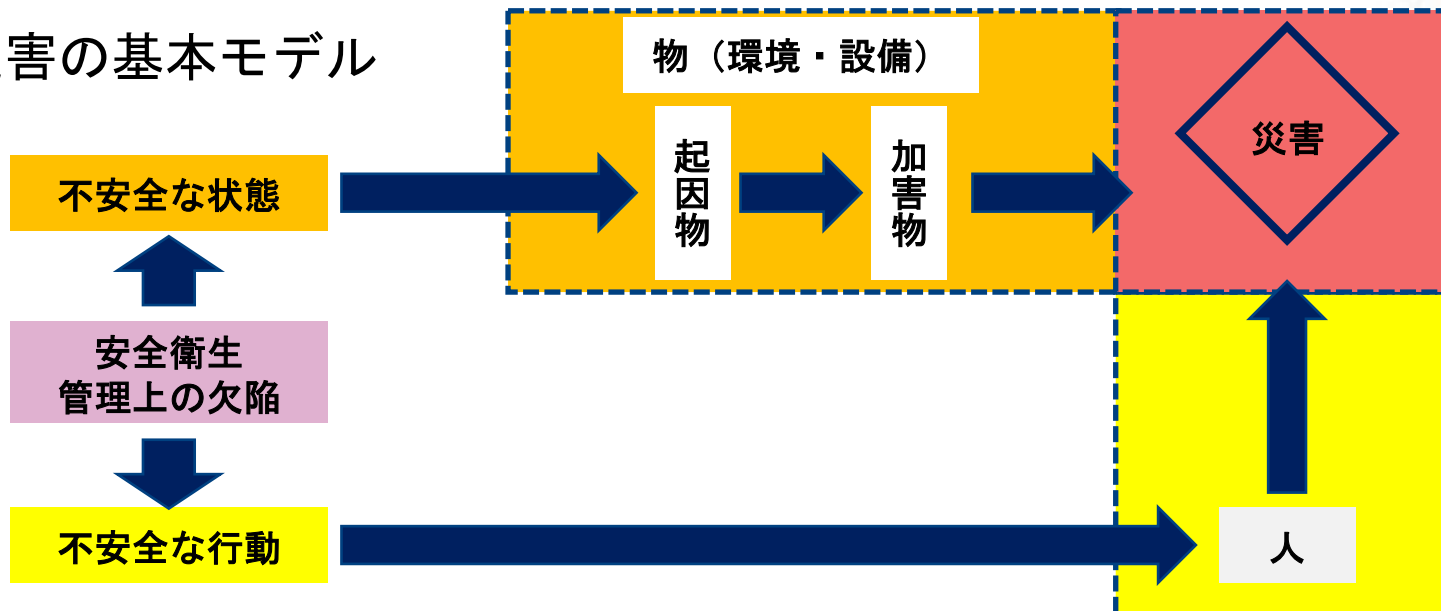 害の基本モデル
物（環境・設備）
起因物
加害物
災害
不安全な状態
安全衛生
管理上の欠陥
不安全な行動
人